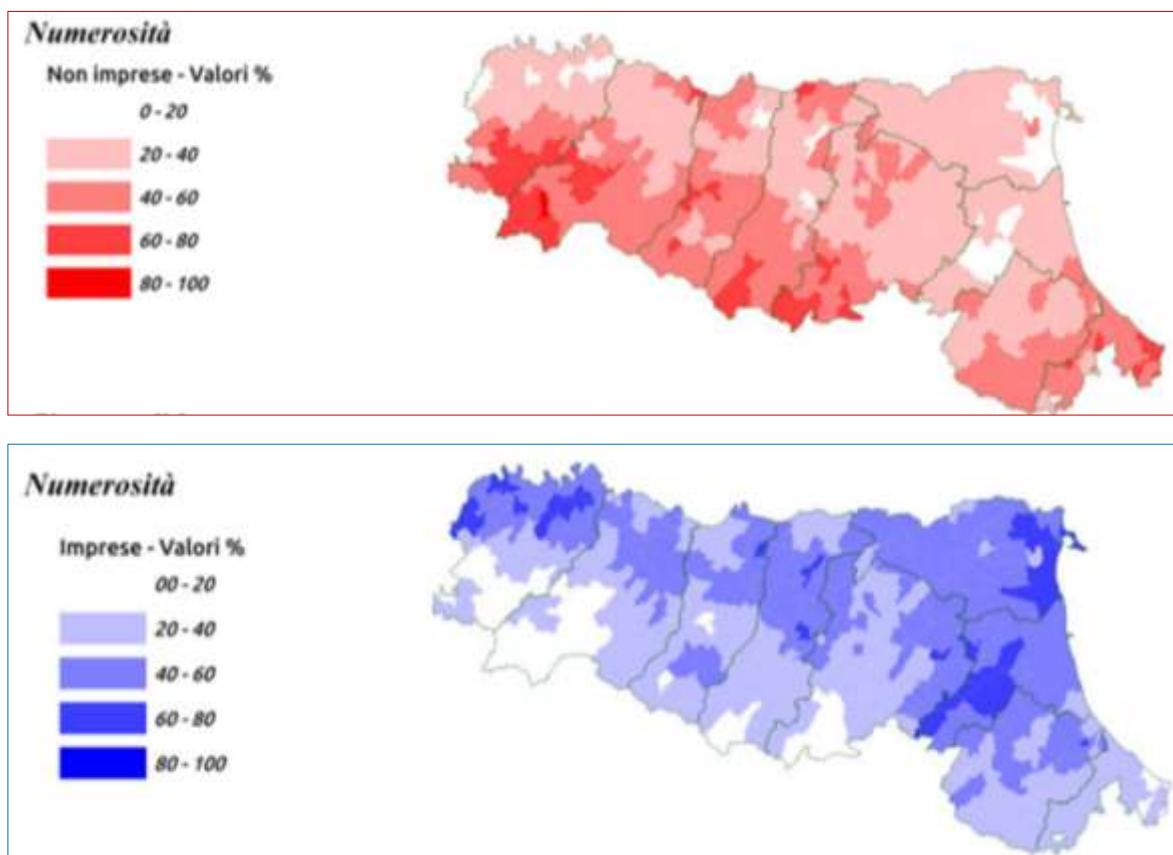 Numerosità
Non imprese - Valori %
0 - 20
20 - 40
40 - 60
60 - 80
80 - 100
Numerosità
Imprese - Valori %
00 - 20
20 - 40
40 - 60
60 - 80
80 - 100